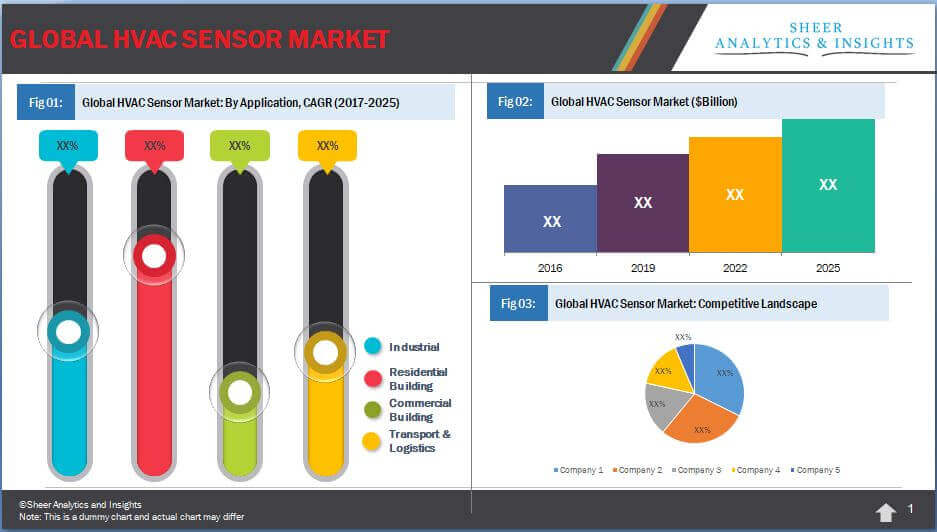 GLOBAL HVAC SENSOR MARKET
SHEER
ANALYTICS & INSIGHTS
Fig 01:
Global HVAC Sensor Market: By Application, CAGR (2017-2025)
XX%
XX%
XX%
XX%
Industrial
Residential
Building
Commercial
Building
Transport &
Logistics
Fig 02:
Global HVAC Sensor Market ($Billion)
XX
XX
XX
XX
2016
2019
2022
2025
Fig 03:
Global HVAC Sensor Market: Competitive Landscape
XX%
XX%
XX%
XX%
XX%
Company 1
Company 2
Company 3
Company 4
Company 5
©Sheer Analytics and Insights
Note: This is a dummy chart and actual chart may differ
1